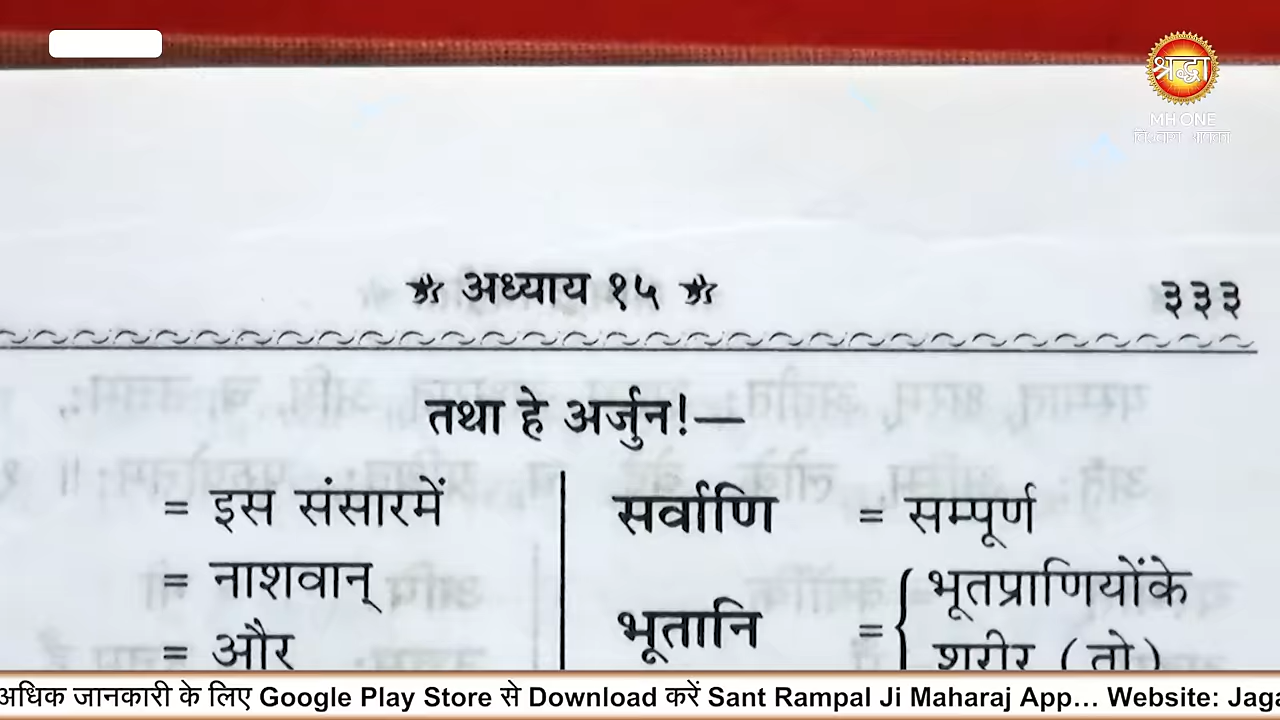 श्रद्धा
MH ONE
★ अध्याय १५ ★ ३३३
तथा हे अर्जुन!—
= इस संसारमें
= नाशवान्
= और
सर्वाणि = सम्पूर्ण
भूतानि = { भूतप्राणियोंके
शरीर (तो)
अधिक जानकारी के लिए Google Play Store से Download करें Sant Rampal Ji Maharaj App... Website: Jaga